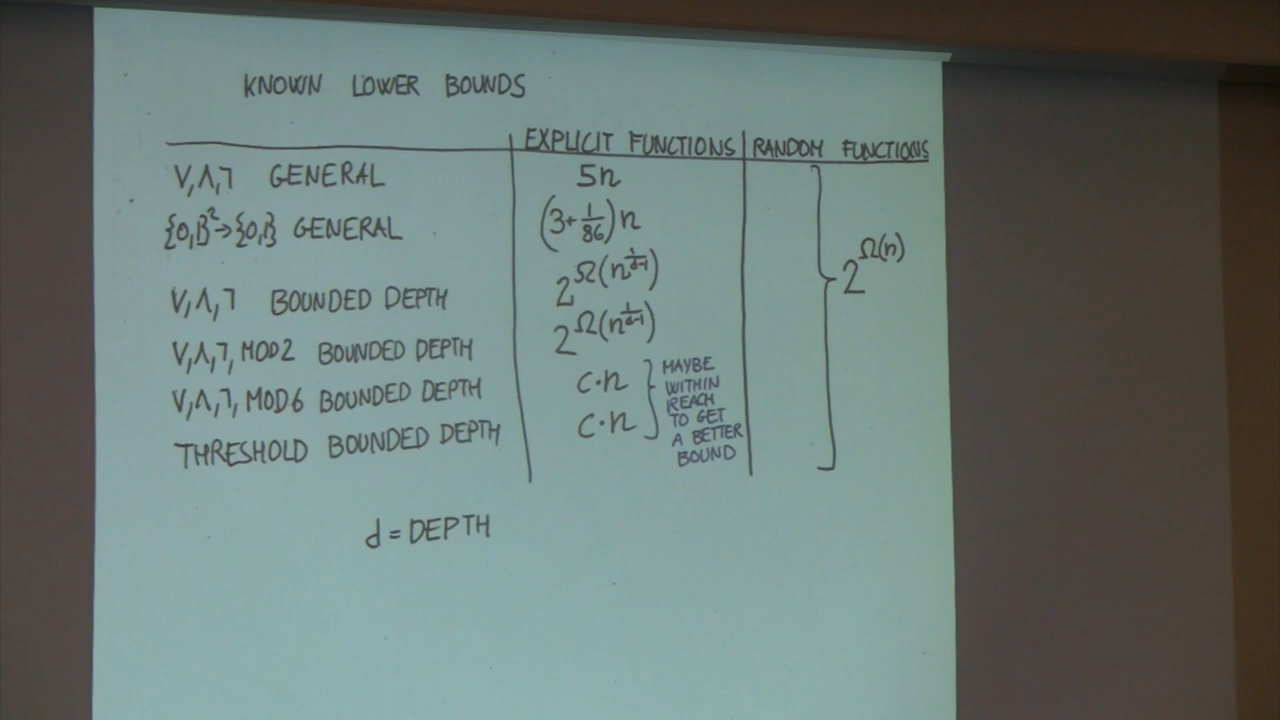 KNOWN LOWER BOUNDS
EXPLICIT FUNCTIONS RANDOM FUNCTIONS
∨,∧,¬ GENERAL 5n
{0,1}²→{0,1} GENERAL (3+1/86)n
∨,∧,¬ BOUNDED DEPTH 2^Ω(n^(1/(d-1)))
2^Ω(n)
∨,∧,¬,MOD2 BOUNDED DEPTH 2^Ω(n^(1/(d-1)))
∨,∧,¬,MOD6 BOUNDED DEPTH c·n
THRESHOLD BOUNDED DEPTH c·n
MAYBE
WITHIN
REACH
TO GET
A BETTER
BOUND
d = DEPTH